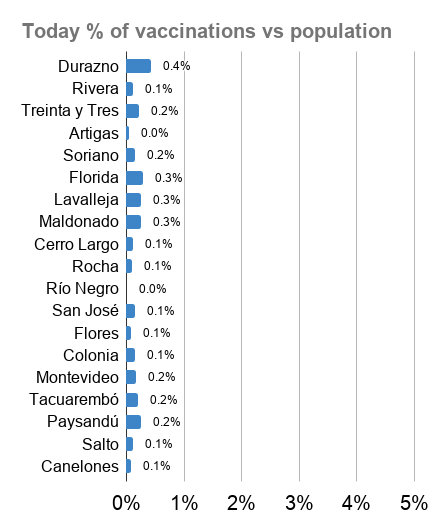 Today % of vaccinations vs population
Durazno 0.4%
Rivera 0.1%
Treinta y Tres 0.2%
Artigas 0.0%
Soriano 0.2%
Florida 0.3%
Lavalleja 0.3%
Maldonado 0.3%
Cerro Largo 0.1%
Rocha 0.1%
Río Negro 0.0%
San José 0.1%
Flores 0.1%
Colonia 0.1%
Montevideo 0.2%
Tacuarembó 0.2%
Paysandú 0.2%
Salto 0.1%
Canelones 0.1%
0% 1% 2% 3% 4% 5%